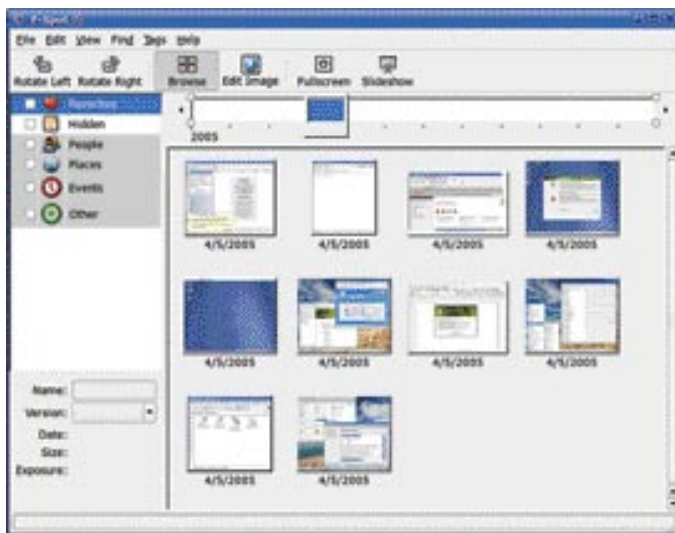 F-Spot
File Edit View Find Tags Help
Rotate Left Rotate Right Browse Edit Image Fullscreen Slideshow
Favorites
Hidden
People
Places
Events
Other
2005
4/5/2005 4/5/2005 4/5/2005 4/5/2005
4/5/2005 4/5/2005 4/5/2005 4/5/2005
4/5/2005 4/5/2005
Name:
Version:
Date:
Size:
Exposure: